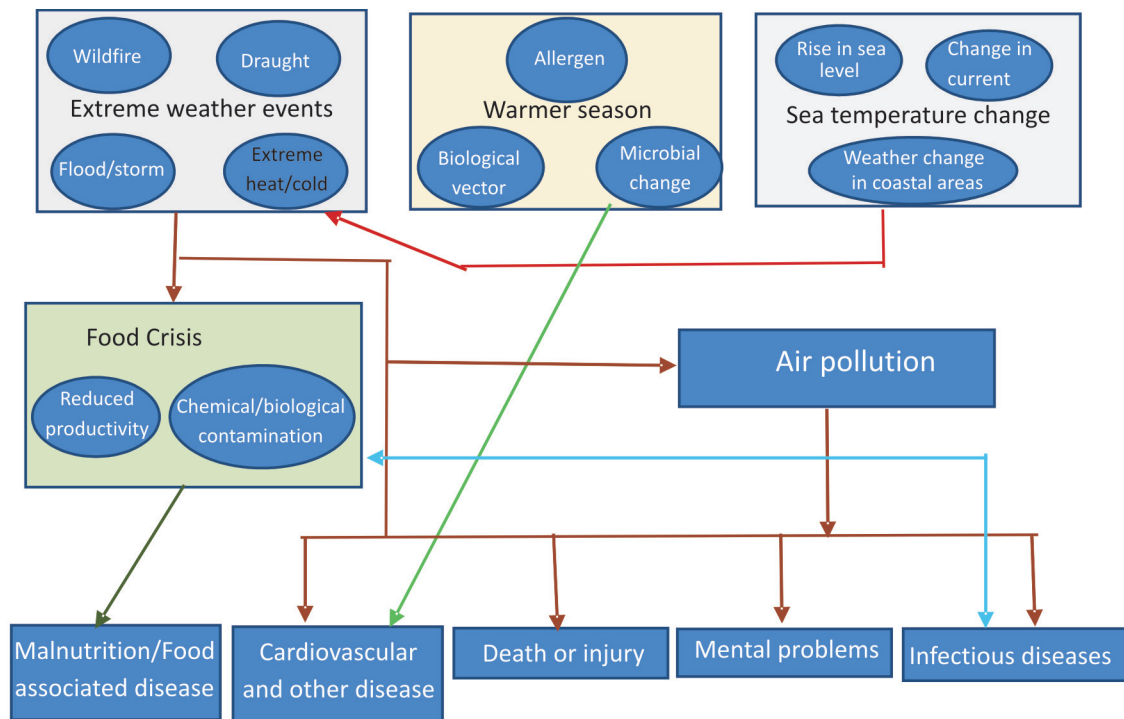 Wildfire
Draught
Extreme weather events
Flood/storm
Extreme
heat/cold
Allergen
Warmer season
Biological
vector
Microbial
change
Rise in sea
level
Change in
current
Sea temperature change
Weather change
in coastal areas
Food Crisis
Reduced
productivity
Chemical/biological
contamination
Air pollution
Malnutrition/Food
associated disease
Cardiovascular
and other disease
Death or injury
Mental problems
Infectious diseases